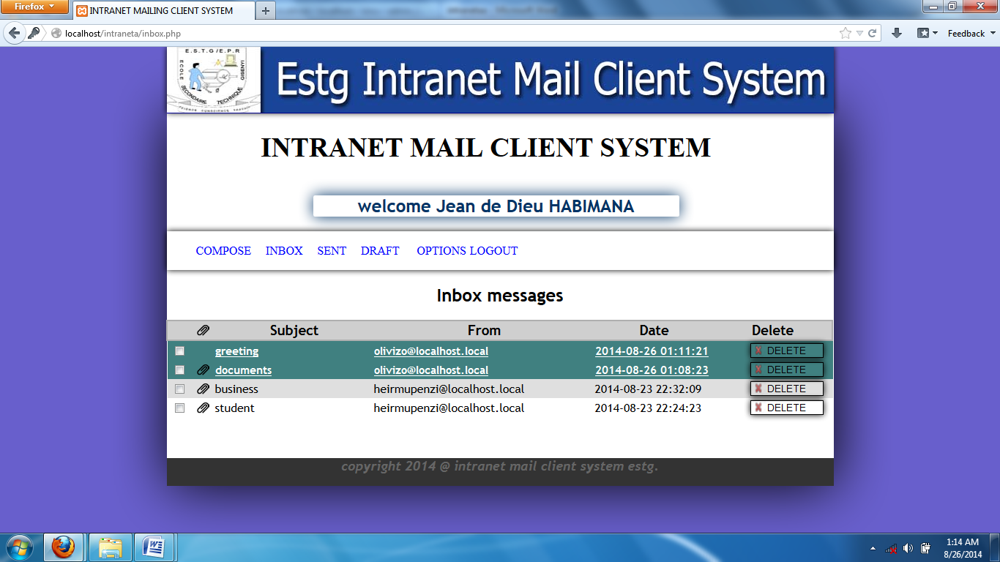 Firefox
INTRANET MAILING CLIENT SYSTEM
localhost/intraneta/inbox.php
Feedback
E.S.T.G/E.P.R
ECOLE SECONDAIRE TECHNIQUE GISENYI
Estg Intranet Mail Client System
INTRANET MAIL CLIENT SYSTEM
welcome Jean de Dieu HABIMANA
COMPOSE INBOX SENT DRAFT OPTIONS LOGOUT
Inbox messages
Subject From Date Delete
greeting olivizo@localhost.local 2014-08-26 01:11:21 DELETE
documents olivizo@localhost.local 2014-08-26 01:08:23 DELETE
business heirmupenzi@localhost.local 2014-08-23 22:32:09 DELETE
student heirmupenzi@localhost.local 2014-08-23 22:24:23 DELETE
copyright 2014 @ intranet mail client system estg.
1:14 AM
8/26/2014